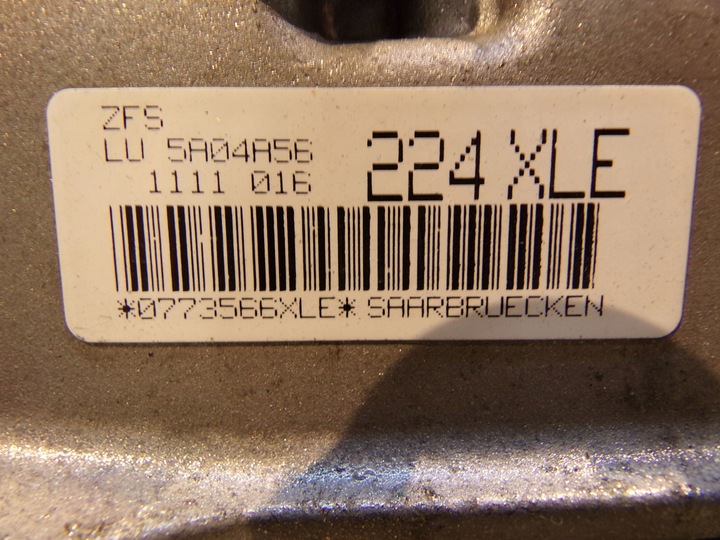 ZFS
LU 5A04A56
224 XLE
1111 016
*0773566XLE* SAARBRUECKEN